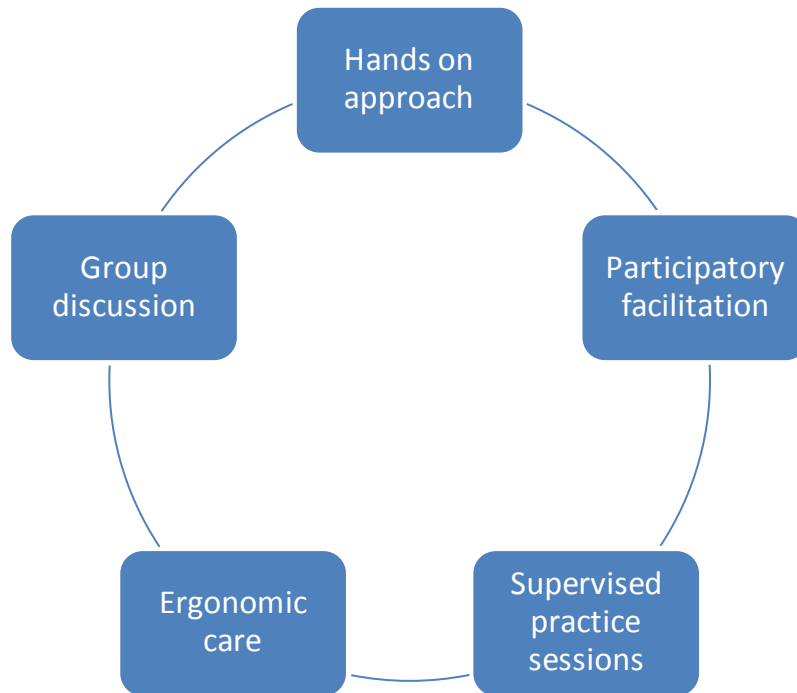 Hands on
approach
Participatory
facilitation
Supervised
practice
sessions
Ergonomic
care
Group
discussion